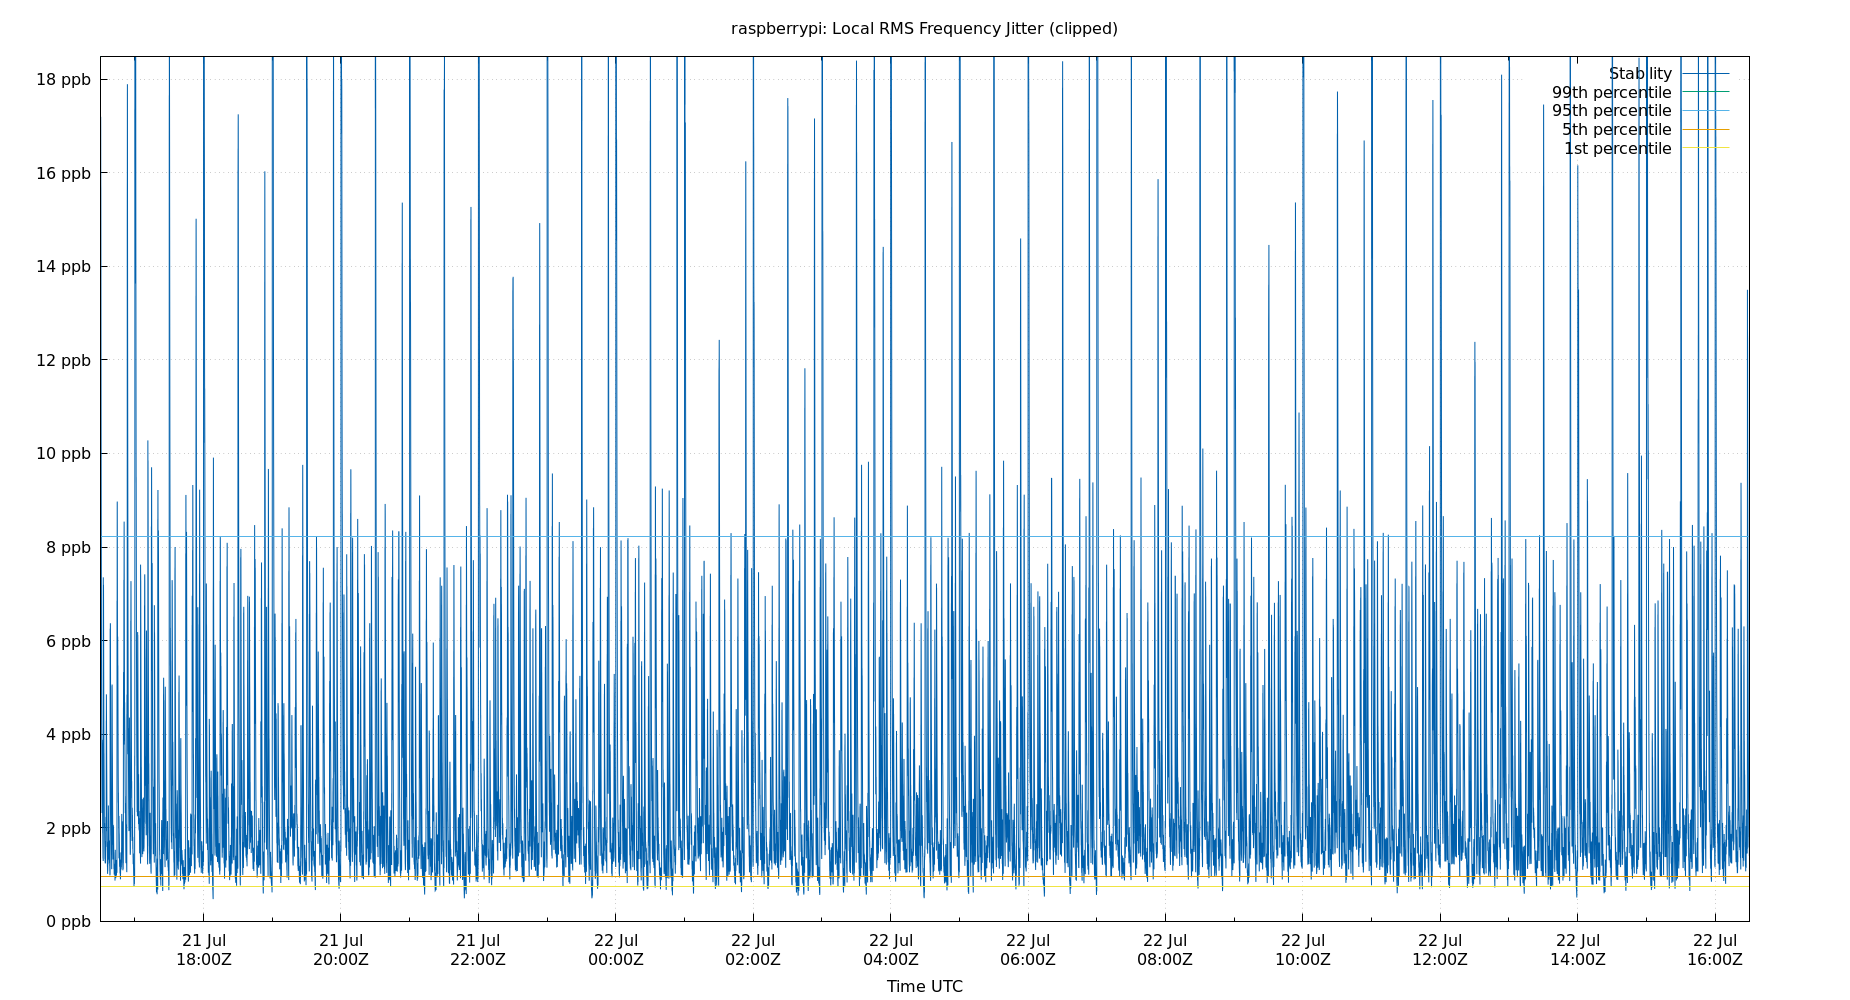 raspberrypi: Local RMS Frequency Jitter (clipped)
18 ppb
16 ppb
14 ppb
12 ppb
10 ppb
8 ppb
6 ppb
4 ppb
2 ppb
0 ppb
Stability
99th percentile
95th percentile
5th percentile
1st percentile
21 Jul 21 Jul 21 Jul 22 Jul 22 Jul 22 Jul 22 Jul 22 Jul 22 Jul 22 Jul 22 Jul 22 Jul
18:00Z 20:00Z 22:00Z 00:00Z 02:00Z 04:00Z 06:00Z 08:00Z 10:00Z 12:00Z 14:00Z 16:00Z
Time UTC